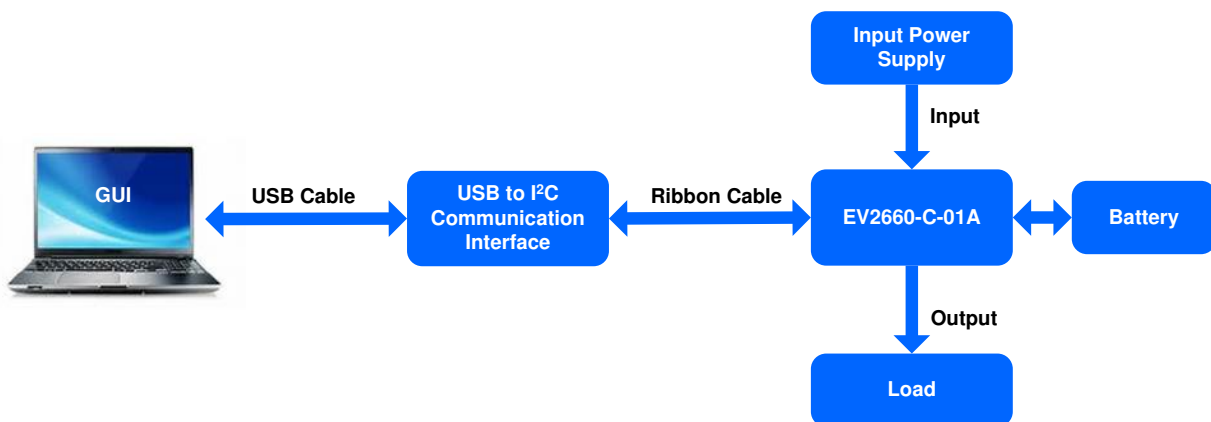 Input Power
Supply
Input
GUI
USB Cable
USB to I²C
Communication
Interface
Ribbon Cable
EV2660-C-01A
Battery
Output
Load